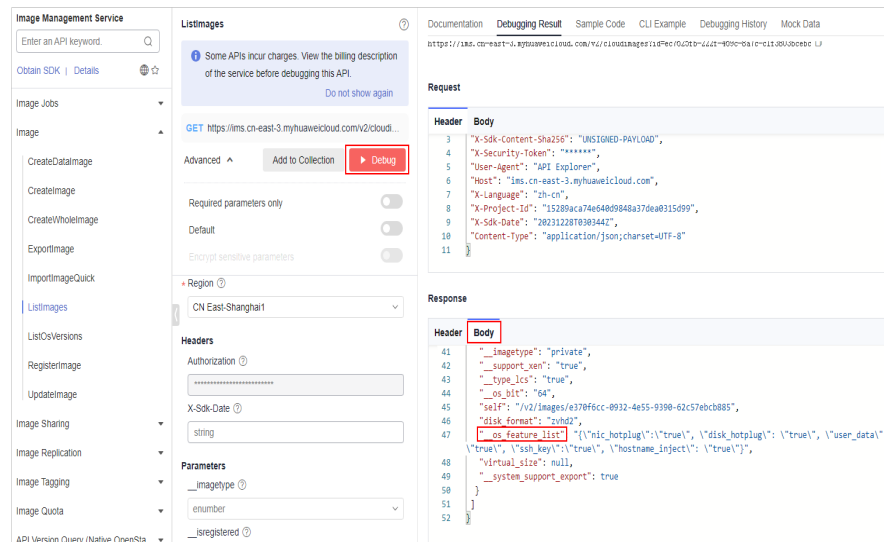 Image Management Service
Enter an API keyword.
Obtain SDK | Details
Image Jobs
Image
CreateDataImage
CreateImage
CreateWholeImage
ExportImage
ImportImageQuick
ListImages
ListOsVersions
RegisterImage
UpdateImage
Image Sharing
Image Replication
Image Tagging
Image Quota
API Version Query (Native OpenSta...
ListImages
Some APIs incur charges. View the billing description
of the service before debugging this API.
Do not show again
GET https://ims.cn-east-3.myhuaweicloud.com/v2/cloudi...
Advanced
Add to Collection
Debug
Required parameters only
Default
Encrypt sensitive parameters
* Region
CN East-Shanghai1
Headers
Authorization
************************
X-Sdk-Date
string
Parameters
__imagetype
enumber
__isregistered
Documentation Debugging Result Sample Code CLI Example Debugging History Mock Data
Request
Header Body
3 "X-Sdk-Content-Sha256": "UNSIGNED-PAYLOAD",
4 "X-Security-Token": "******",
5 "User-Agent": "API Explorer",
6 "Host": "ims.cn-east-3.myhuaweicloud.com",
7 "X-Language": "zh-cn",
8 "X-Project-Id": "15289aca74e640d9848a37dea0315d99",
9 "X-Sdk-Date": "20231228T030344Z",
10 "Content-Type": "application/json;charset=UTF-8"
11 }
Response
Header Body
41 "__imagetype": "private",
42 "__support_xen": "true",
43 "__type_lcs": "true",
44 "__os_bit": "64",
45 "self": "/v2/images/e370f6cc-0932-4e55-9390-62c57ebcb885",
46 "disk_format": "zvhd2",
47 "__os_feature_list" "{\"nic_hotplug\":\"true\", \"disk_hotplug\": \"true\", \"user_data\"
\"true\", \"ssh_key\":\"true\", \"hostname_inject\": \"true\"}",
48 "virtual_size": null,
49 "__system_support_export": true
50 }
51 ]
52 }